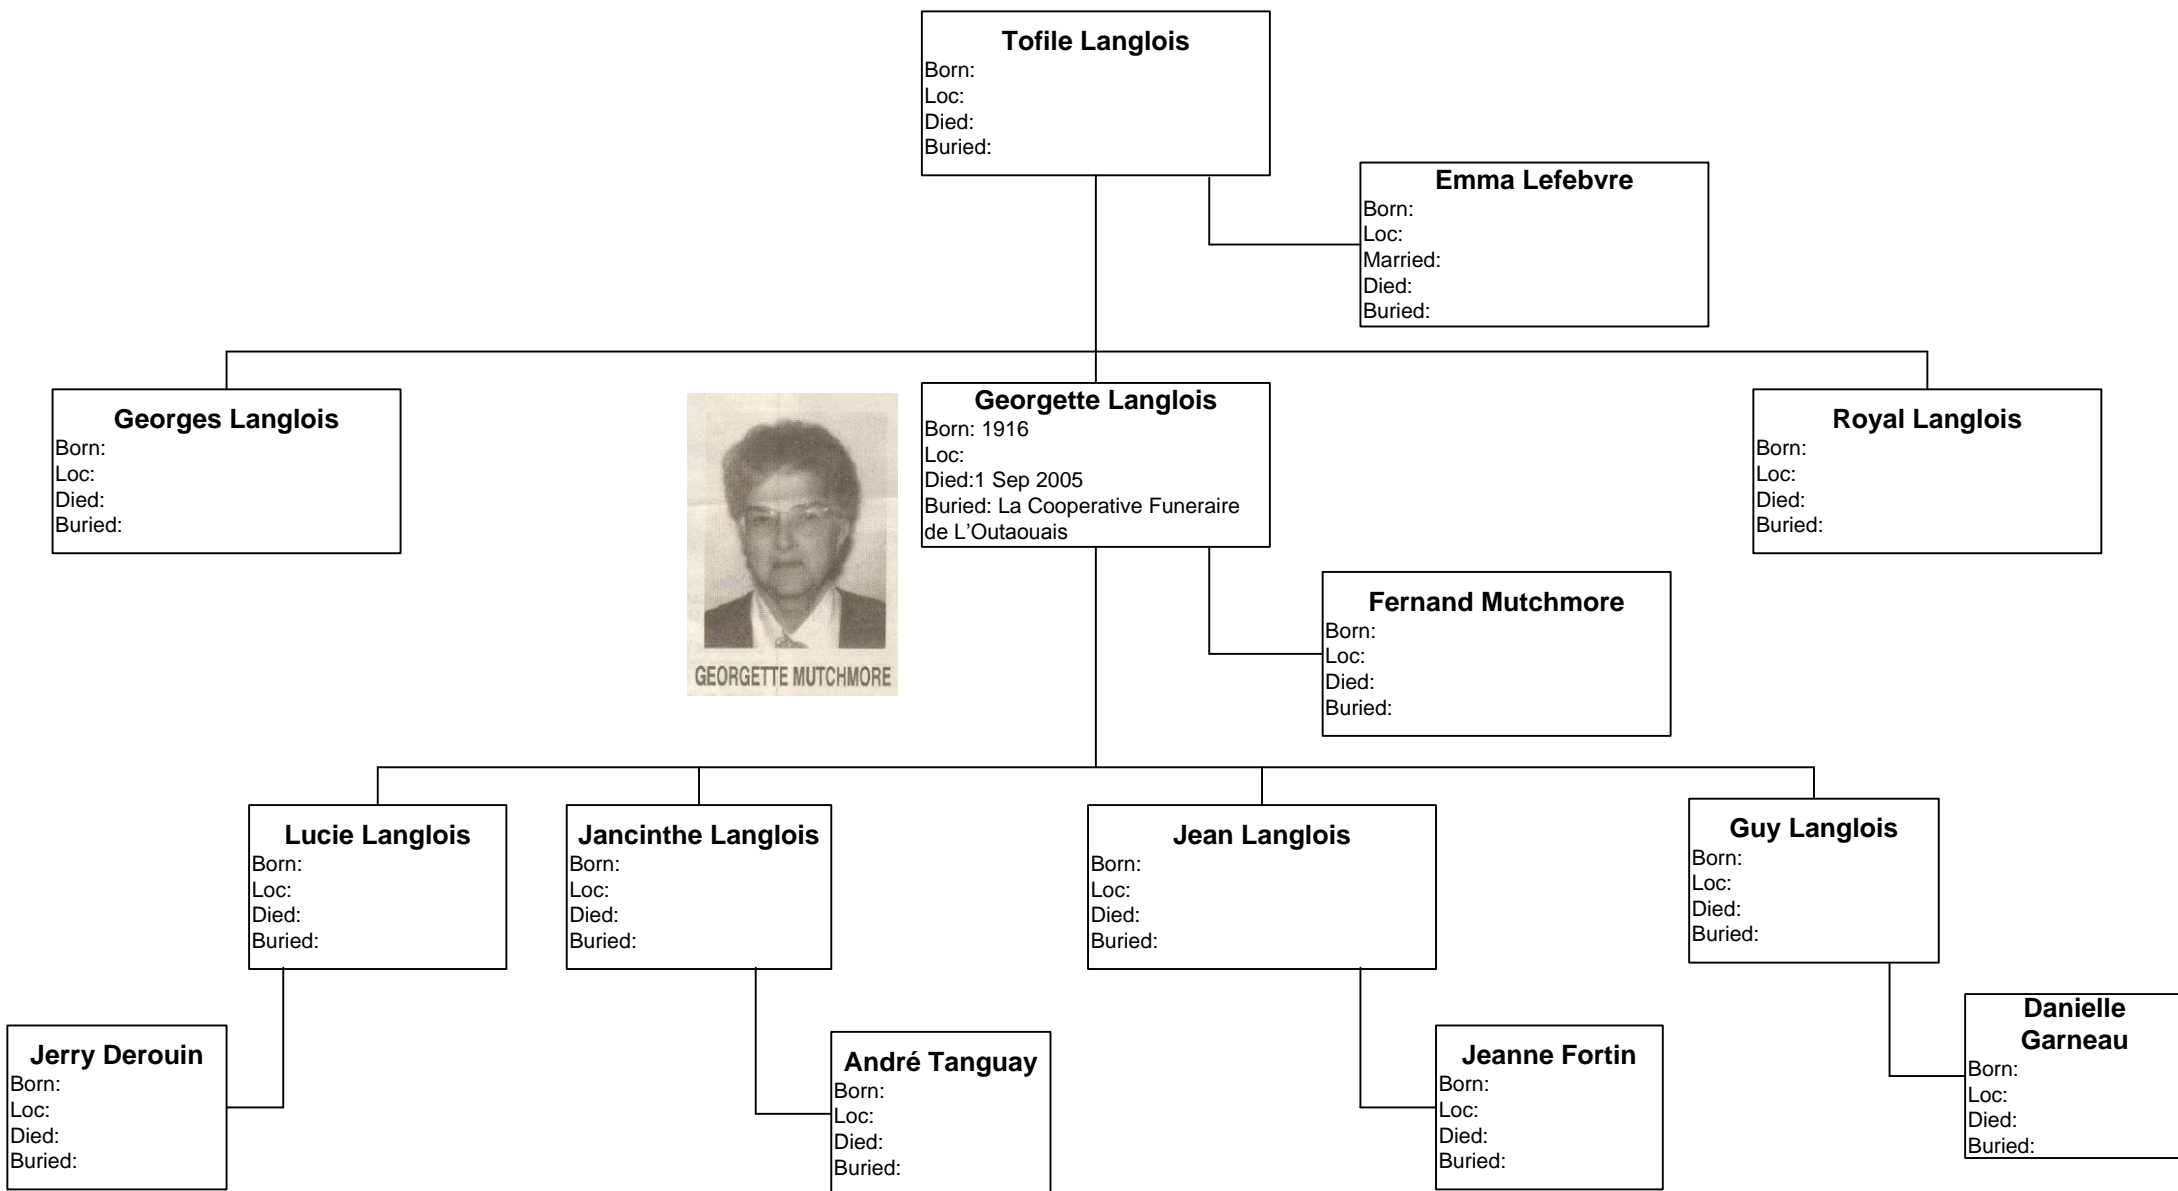 Tofile Langlois
Born:
Loc:
Died:
Buried:
Emma Lefebvre
Born:
Loc:
Married:
Died:
Buried:
Georges Langlois
Born:
Loc:
Died:
Buried:
GEORGETTE MUTCHMORE
Georgette Langlois
Born: 1916
Loc:
Died:1 Sep 2005
Buried: La Cooperative Funeraire
de L’Outaouais
Royal Langlois
Born:
Loc:
Died:
Buried:
Fernand Mutchmore
Born:
Loc:
Died:
Buried:
Lucie Langlois
Born:
Loc:
Died:
Buried:
Jancinthe Langlois
Born:
Loc:
Died:
Buried:
Jean Langlois
Born:
Loc:
Died:
Buried:
Guy Langlois
Born:
Loc:
Died:
Buried:
Jerry Derouin
Born:
Loc:
Died:
Buried:
André Tanguay
Born:
Loc:
Died:
Buried:
Jeanne Fortin
Born:
Loc:
Died:
Buried:
Danielle
Garneau
Born:
Loc:
Died:
Buried: